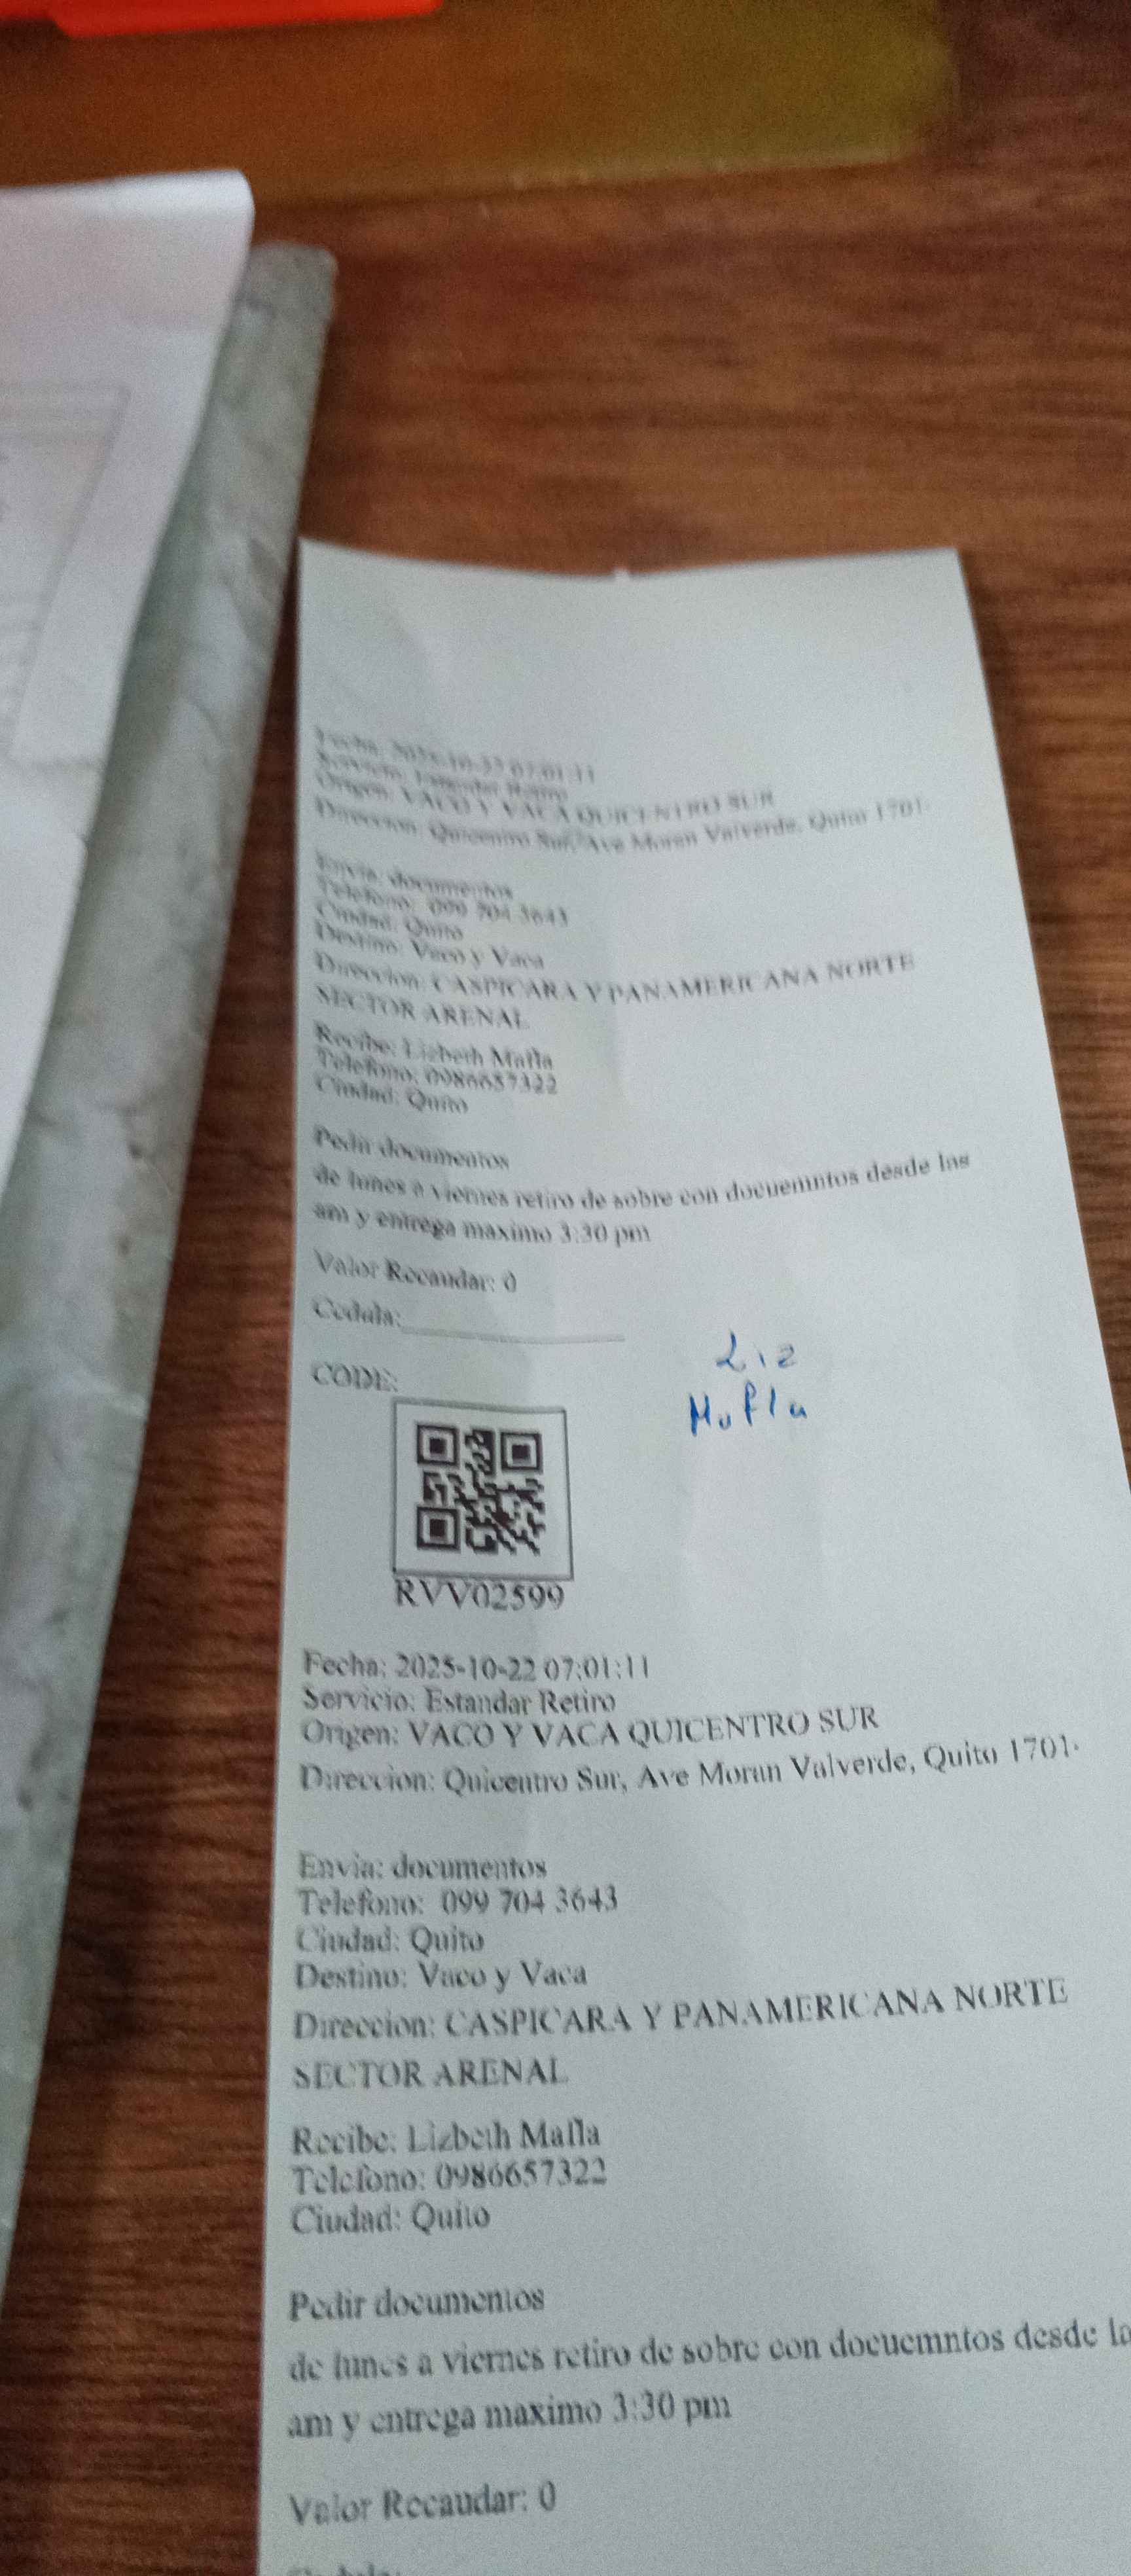 Fecha: 2025-10-22 07:01:11
Servicio: Estandar Retiro
Origen: VACO Y VACA QUICENTRO SUR
Direccion: Quicentro Sur, Ave Moran Valverde, Quito 1701
Envia: documentos
Telefono: 099 704 3643
Ciudad: Quito
Destino: Vaco y Vaca
Direccion: CASPICARA Y PANAMERICANA NORTE
SECTOR ARENAL
Recibe: Lizbeth Mafla
Telefono: 0986657322
Ciudad: Quito
Pedir documentos
de lunes a viernes retiro de sobre con docuemntos desde las
am y entrega maximo 3:30 pm
Valor Recaudar: 0
Cedula:
Liz
Mafla
CODE:
RVV02599
Fecha: 2025-10-22 07:01:11
Servicio: Estandar Retiro
Origen: VACO Y VACA QUICENTRO SUR
Direccion: Quicentro Sur, Ave Moran Valverde, Quito 1701
Envia: documentos
Telefono: 099 704 3643
Ciudad: Quito
Destino: Vaco y Vaca
Direccion: CASPICARA Y PANAMERICANA NORTE
SECTOR ARENAL
Recibe: Lizbeth Mafla
Telefono: 0986657322
Ciudad: Quito
Pedir documentos
de lunes a viernes retiro de sobre con docuemntos desde la
am y entrega maximo 3:30 pm
Valor Recaudar: 0